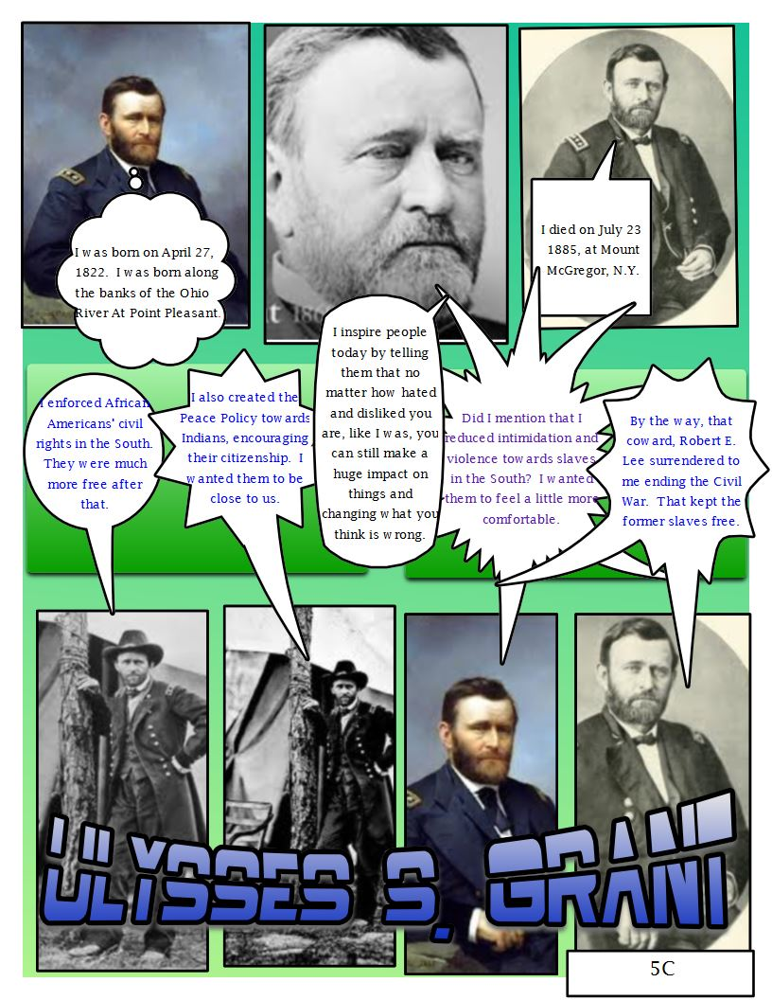 I was born on April 27,
1822. I was born along
the banks of the Ohio
River At Point Pleasant.
I died on July 23
1885, at Mount
McGregor, N.Y.
I inspire people
today by telling
them that no
matter how hated
and disliked you
are, like I was, you
can still make a
huge impact on
things and
changing what you
think is wrong.
I enforced African
Americans' civil
rights in the South.
They were much
more free after
that.
I also created the
Peace Policy towards
Indians, encouraging
their citizenship. I
wanted them to be
close to us.
Did I mention that I
reduced intimidation and
violence towards slaves
in the South? I wanted
them to feel a little more
comfortable.
By the way, that
coward, Robert E.
Lee surrendered to
me ending the Civil
War. That kept the
former slaves free.
ULYSSES S. GRANT
5C